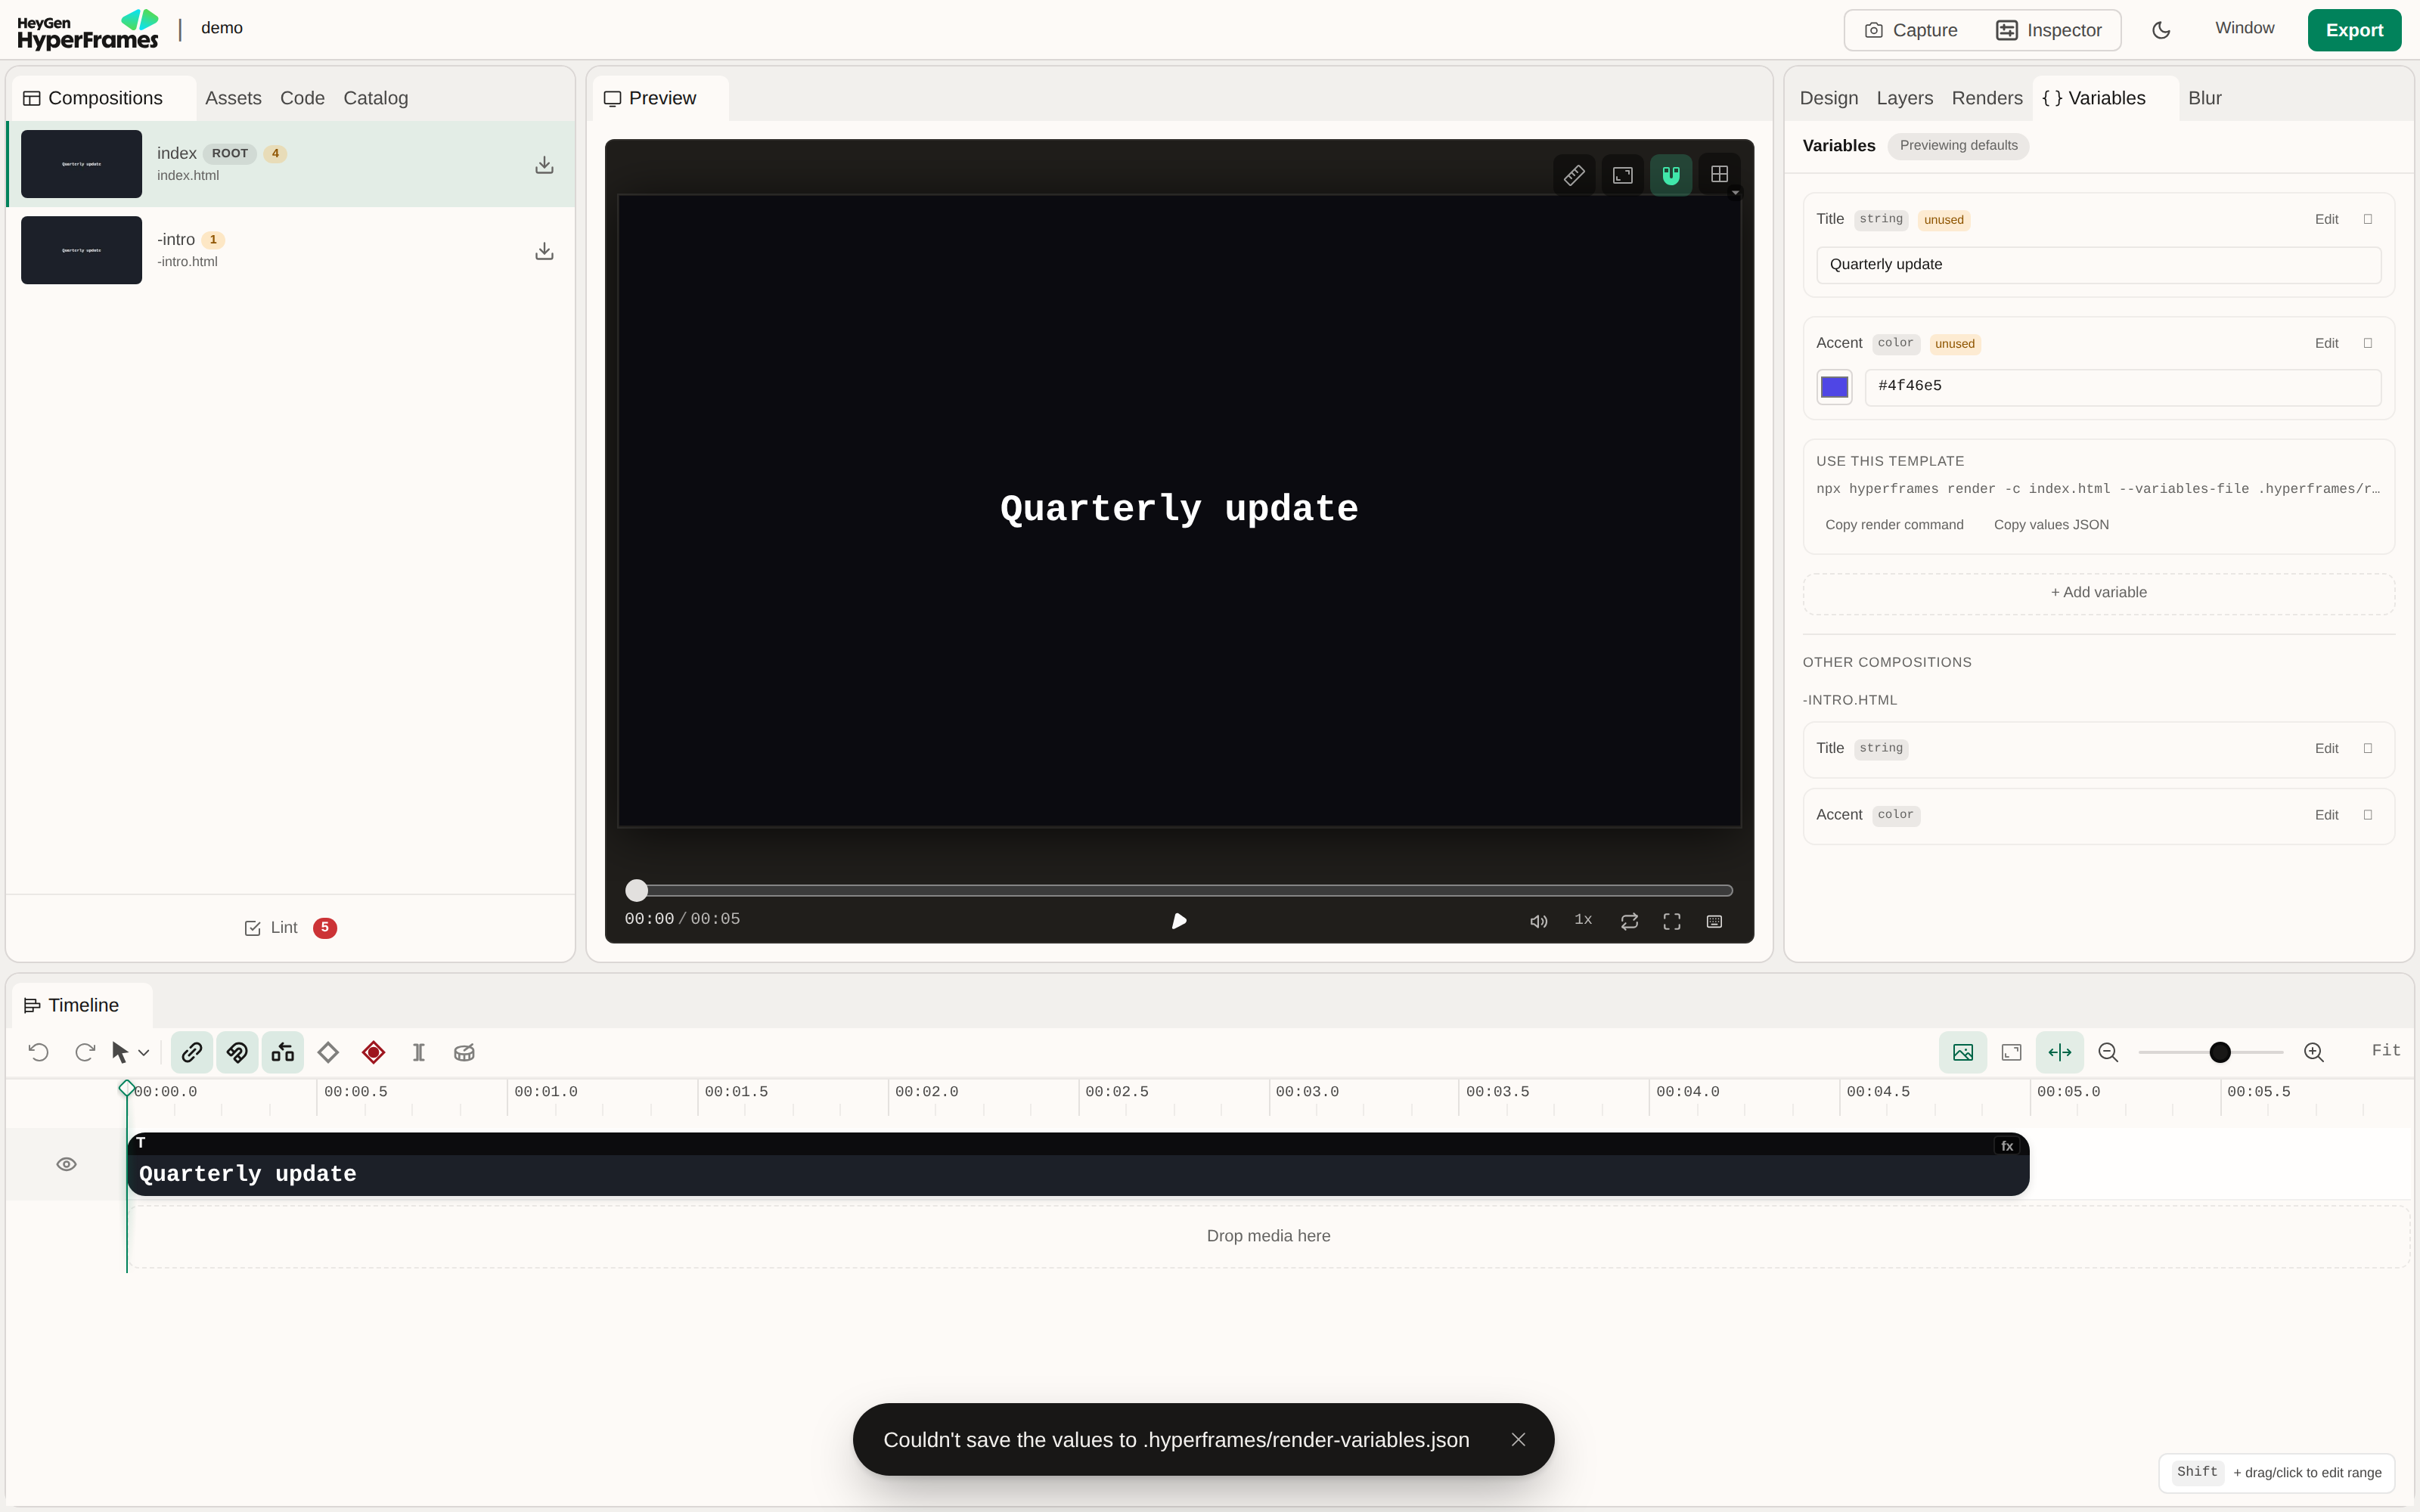 HeyGen
HyperFrames
demo
Capture
Inspector
Window
Export
Compositions
Assets
Code
Catalog
Quarterly update
index ROOT 4
index.html
Quarterly update
-intro 1
-intro.html
Lint 5
Preview
Quarterly update
00:00 / 00:05
1x
Design
Layers
Renders
{ } Variables
Blur
Variables Previewing defaults
Title string unused Edit
Quarterly update
Accent color unused Edit
#4f46e5
USE THIS TEMPLATE
npx hyperframes render -c index.html --variables-file .hyperframes/r…
Copy render command Copy values JSON
+ Add variable
OTHER COMPOSITIONS
-INTRO.HTML
Title string Edit
Accent color Edit
Timeline
Fit
00:00.0 00:00.5 00:01.0 00:01.5 00:02.0 00:02.5 00:03.0 00:03.5 00:04.0 00:04.5 00:05.0 00:05.5
T fx
Quarterly update
Drop media here
Couldn't save the values to .hyperframes/render-variables.json
Shift + drag/click to edit range